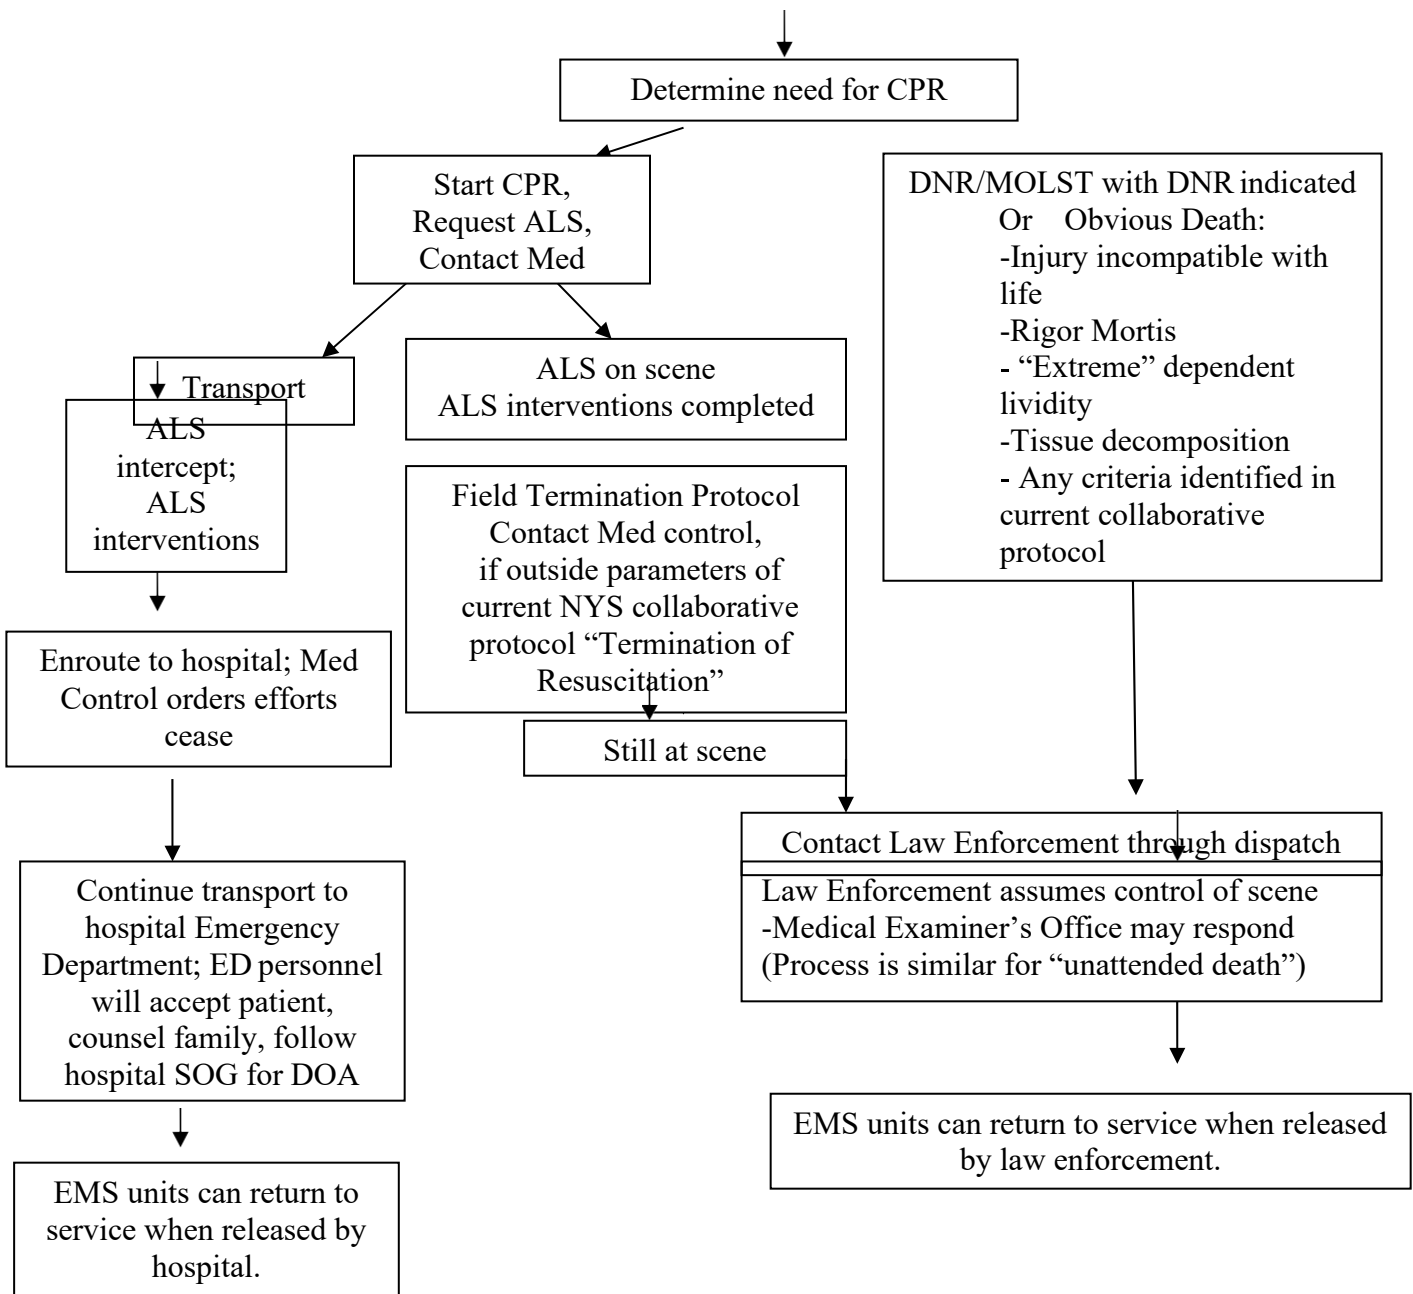 Determine need for CPR
Start CPR,
Request ALS,
Contact Med
DNR/MOLST with DNR indicated
Or    Obvious Death:
-Injury incompatible with
life
-Rigor Mortis
- “Extreme” dependent
lividity
-Tissue decomposition
- Any criteria identified in
current collaborative
protocol
Transport
ALS on scene
ALS interventions completed
ALS
intercept;
ALS
interventions
Field Termination Protocol
Contact Med control,
if outside parameters of
current NYS collaborative
protocol “Termination of
Resuscitation”
Enroute to hospital; Med
Control orders efforts
cease
Still at scene
Contact Law Enforcement through dispatch
Law Enforcement assumes control of scene
-Medical Examiner’s Office may respond
(Process is similar for “unattended death”)
Continue transport to
hospital Emergency
Department; ED personnel
will accept patient,
counsel family, follow
hospital SOG for DOA
EMS units can return to service when released
by law enforcement.
EMS units can return to
service when released by
hospital.